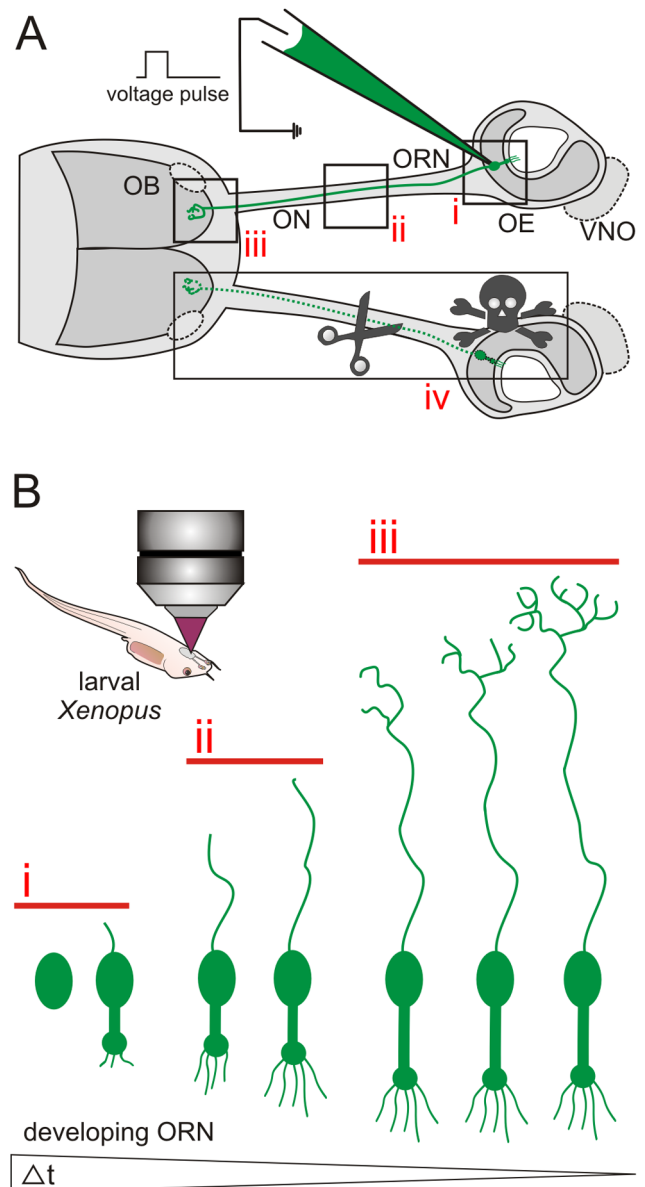 A
voltage pulse
OB
ORN
ON
i
OE
VNO
iii
ii
iv
B
iii
larval
Xenopus
ii
i
developing ORN
△t